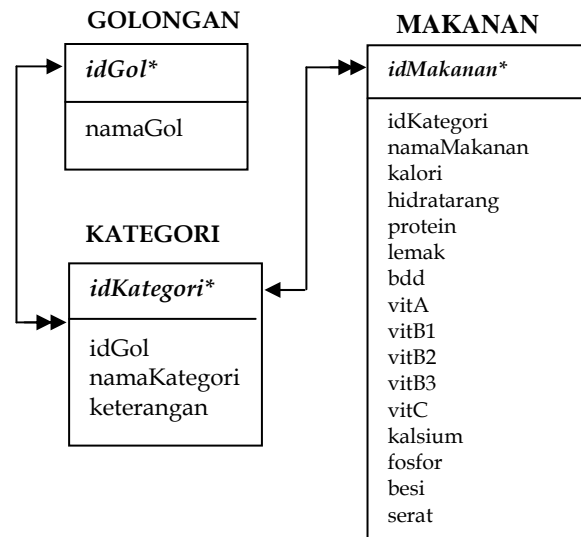 GOLONGAN
idGol*
namaGol
KATEGORI
idKategori*
idGol
namaKategori
keterangan
MAKANAN
idMakanan*
idKategori
namaMakanan
kalori
hidratarang
protein
lemak
bdd
vitA
vitB1
vitB2
vitB3
vitC
kalsium
fosfor
besi
serat